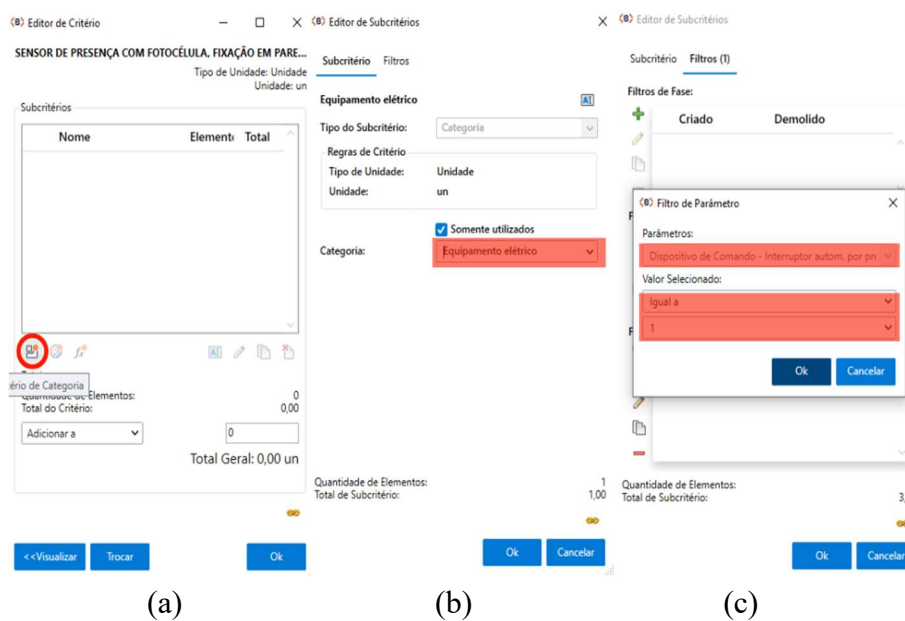 Editor de Critério
SENSOR DE PRESENÇA COM FOTOCÉLULA, FIXAÇÃO EM PARE...
Tipo de Unidade: Unidade
Unidade: un
Subcritérios
Nome Elemento Total
ério de Categoria
Quantidade de Elementos: 0
Total do Critério: 0,00
Adicionar a 0
Total Geral: 0,00 un
<<Visualizar Trocar Ok
(a)
Editor de Subcritérios
Subcritério Filtros
Equipamento elétrico
Tipo do Subcritério: Categoria
Regras de Critério
Tipo de Unidade: Unidade
Unidade: un
Somente utilizados
Categoria: Equipamento elétrico
Quantidade de Elementos: 1
Total de Subcritério: 1,00
Ok Cancelar
(b)
Editor de Subcritérios
Subcritério Filtros (1)
Filtros de Fase:
Criado Demolido
Filtro de Parâmetro
Parámetros:
Dispositivo de Comando - Interruptor autom. por pn
Valor Selecionado:
Igual a
1
Ok Cancelar
Quantidade de Elementos:
Total de Subcritério: 3,
Ok Cancelar
(c)